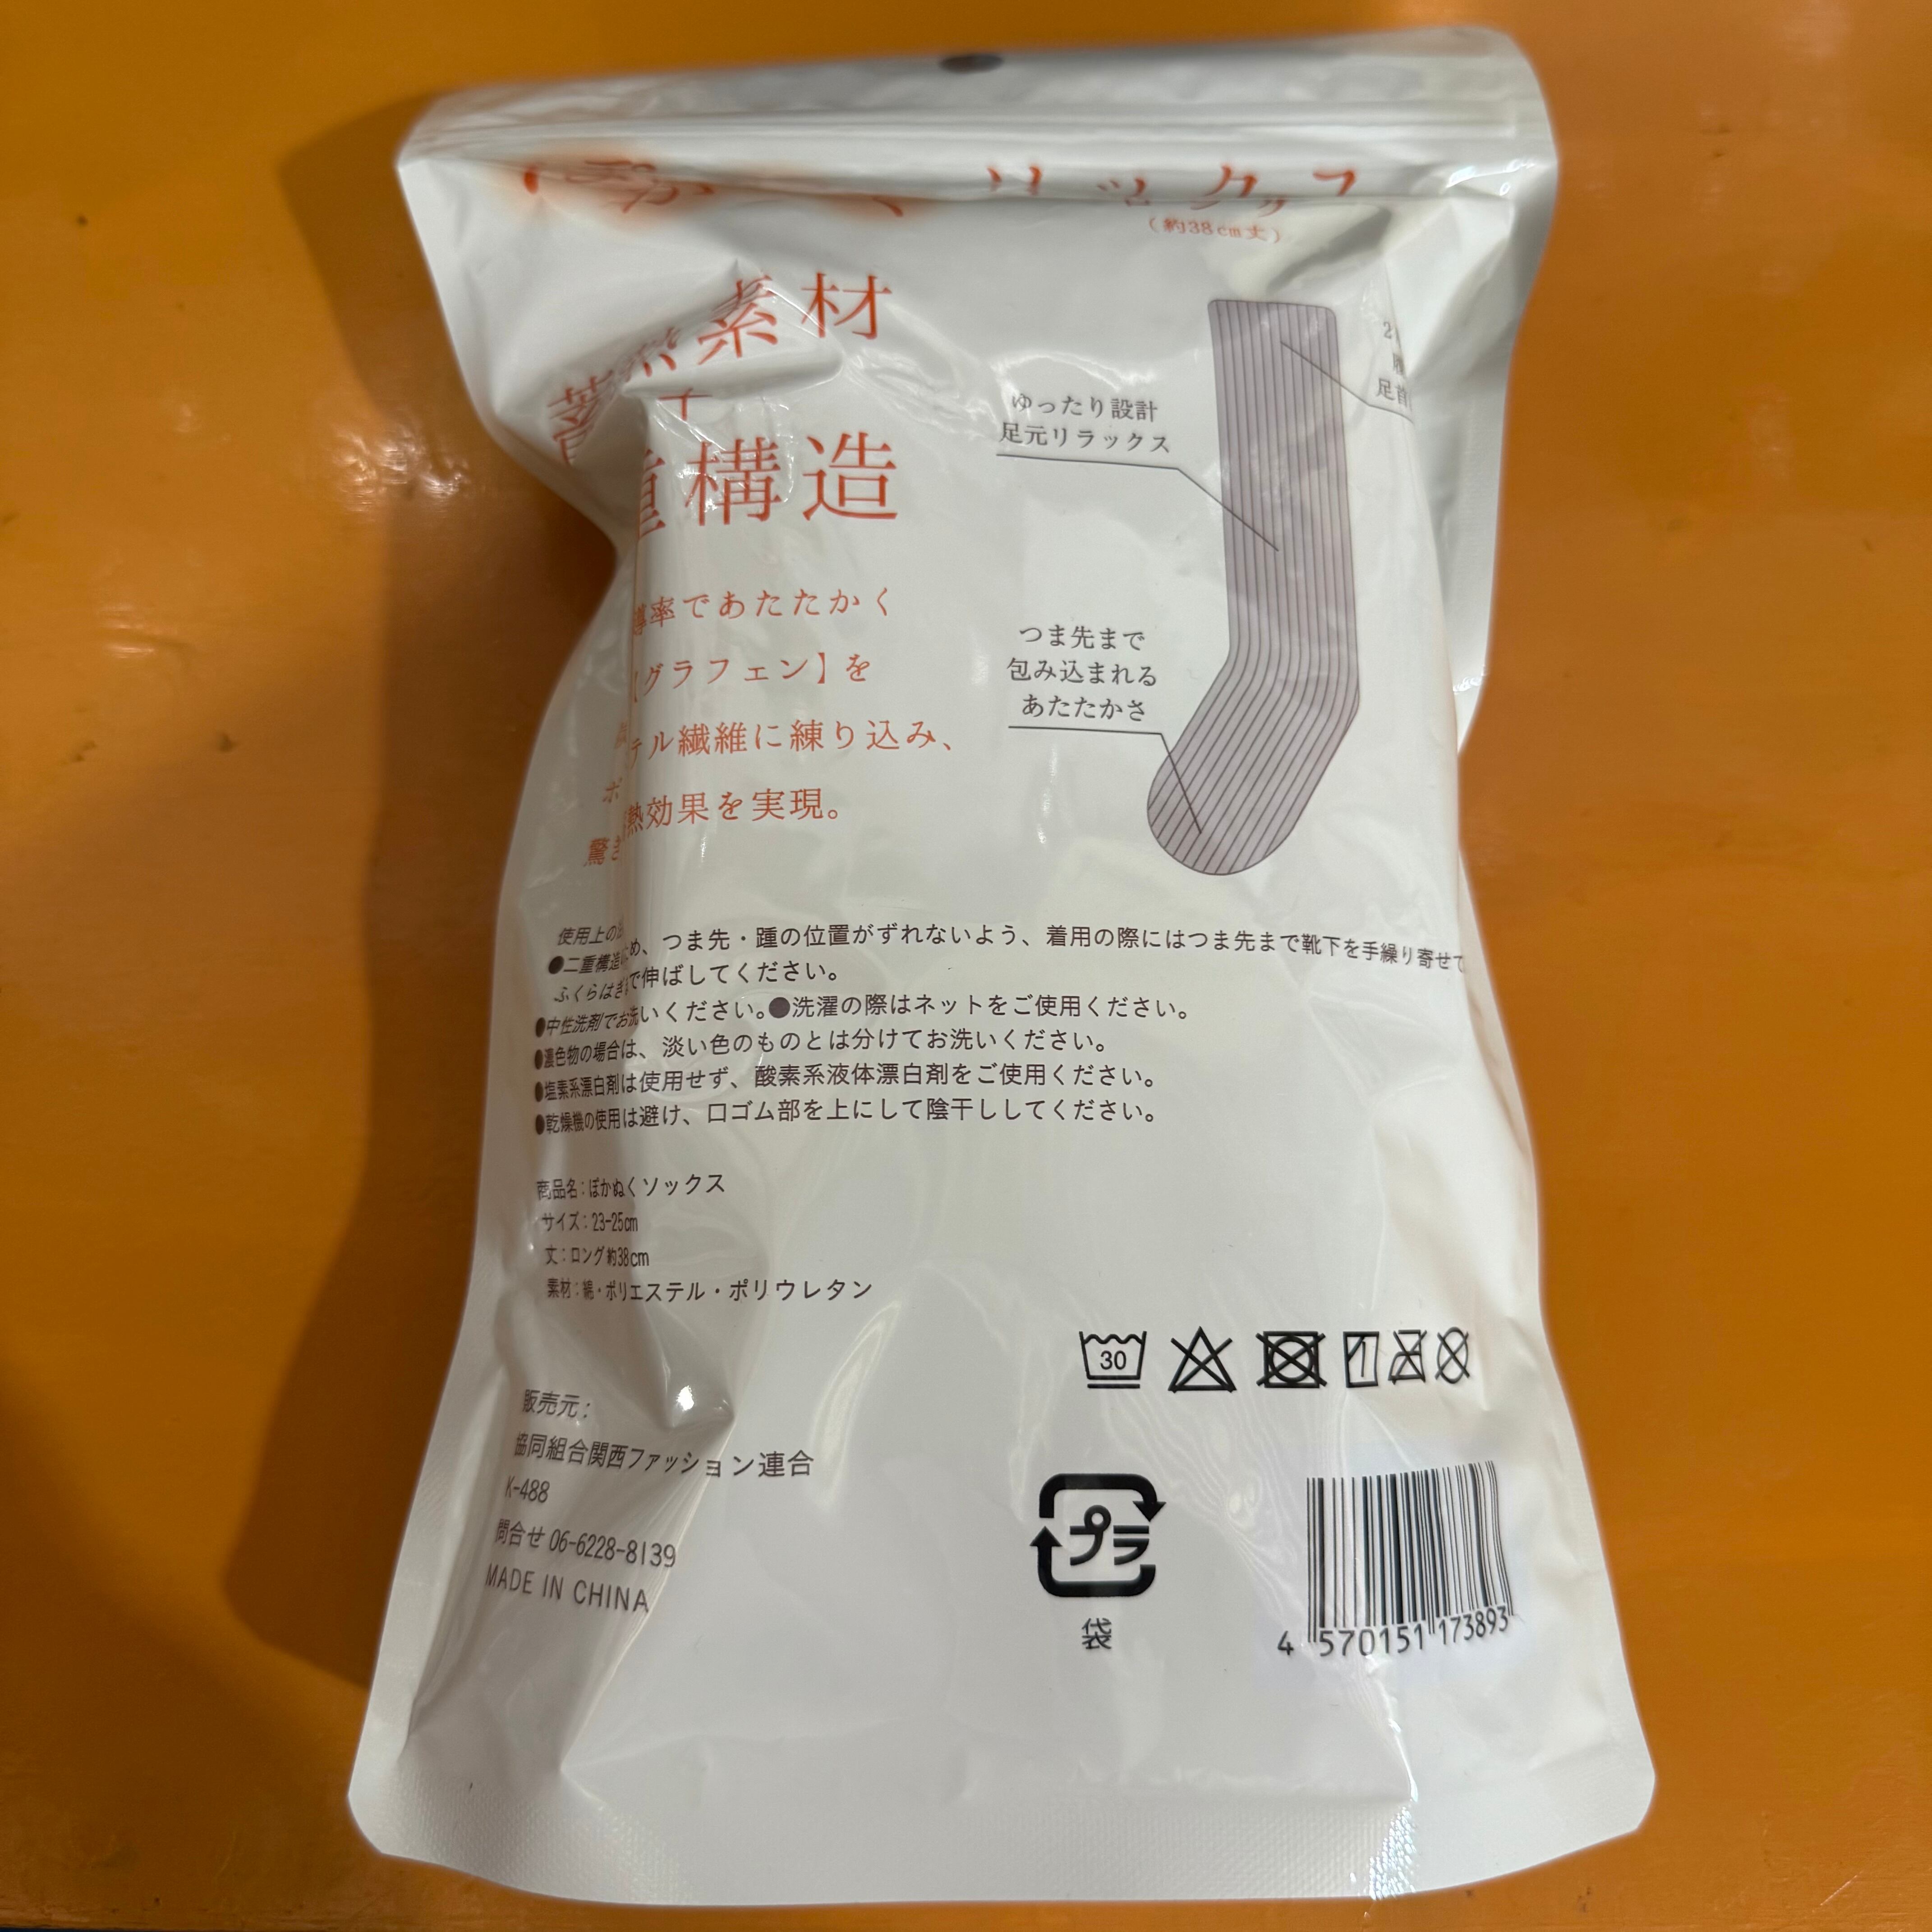 ソックス
(約38cm丈)
蓄熱素材
重構造
導率であたたかく
【グラフェン】を
テル繊維に練り込み、
熱効果を実現。
ゆったり設計
足元リラックス
つま先まで
包み込まれる
あたたかさ
使用上の
●二重構造 め、つま先・踵の位置がずれないよう、着用の際にはつま先まで靴下を手繰り寄せて
ふくらはぎまで伸ばしてください。
●中性洗剤でお洗いください。●洗濯の際はネットをご使用ください。
●濃色物の場合は、淡い色のものとは分けてお洗いください。
●塩素系漂白剤は使用せず、酸素系液体漂白剤をご使用ください。
●乾燥機の使用は避け、口ゴム部を上にして陰干ししてください。
商品名：ぽかぬくソックス
サイズ：23-25cm
丈：ロング約38cm
素材：綿・ポリエステル・ポリウレタン
30
販売元：
協同組合関西ファッション連合
K-488
問合せ 06-6228-8139
MADE IN CHINA
プラ
袋
4 570151 173893